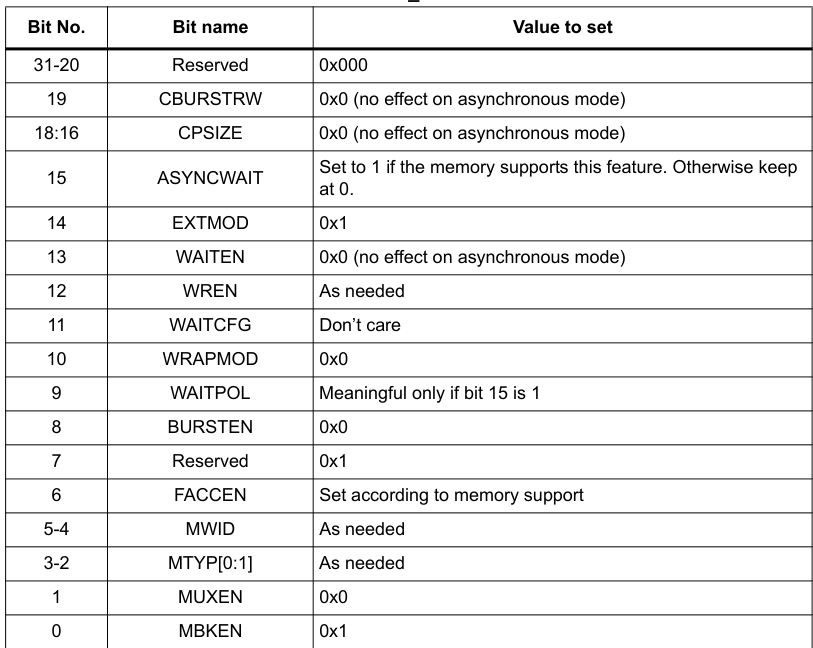 Bit No. Bit name Value to set
31-20 Reserved 0x000
19 CBURSTRW 0x0 (no effect on asynchronous mode)
18:16 CPSIZE 0x0 (no effect on asynchronous mode)
15 ASYNCWAIT Set to 1 if the memory supports this feature. Otherwise keep
at 0.
14 EXTMOD 0x1
13 WAITEN 0x0 (no effect on asynchronous mode)
12 WREN As needed
11 WAITCFG Don't care
10 WRAPMOD 0x0
9 WAITPOL Meaningful only if bit 15 is 1
8 BURSTEN 0x0
7 Reserved 0x1
6 FACCEN Set according to memory support
5-4 MWID As needed
3-2 MTYP[0:1] As needed
1 MUXEN 0x0
0 MBKEN 0x1